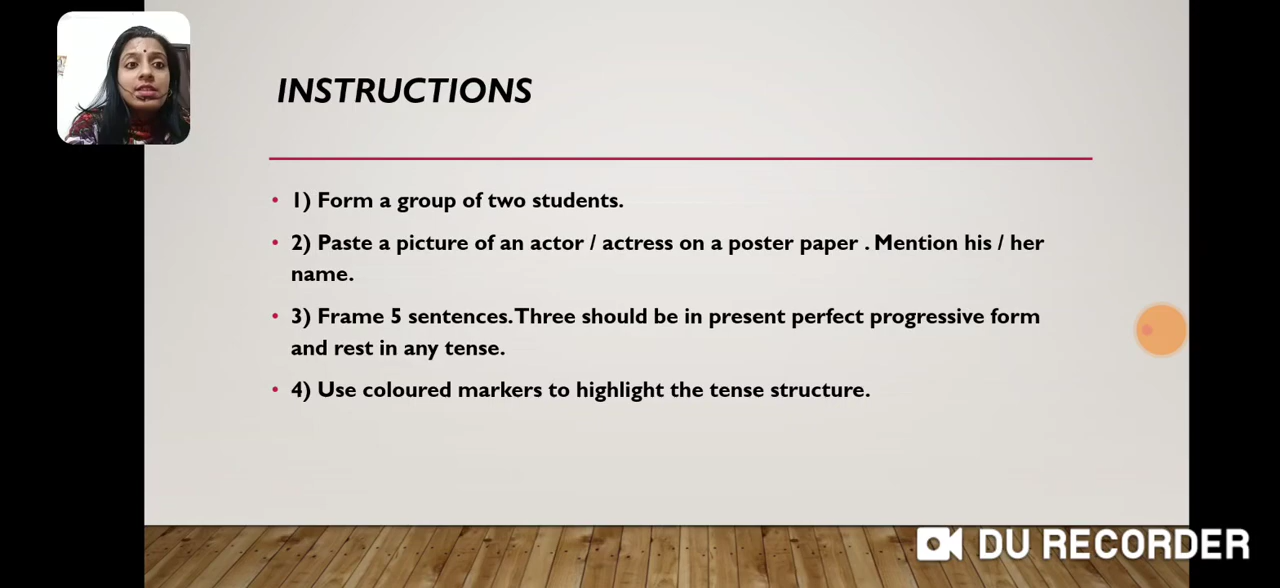 INSTRUCTIONS
• 1) Form a group of two students.
• 2) Paste a picture of an actor / actress on a poster paper . Mention his / her
name.
• 3) Frame 5 sentences.Three should be in present perfect progressive form
and rest in any tense.
• 4) Use coloured markers to highlight the tense structure.
DU RECORDER